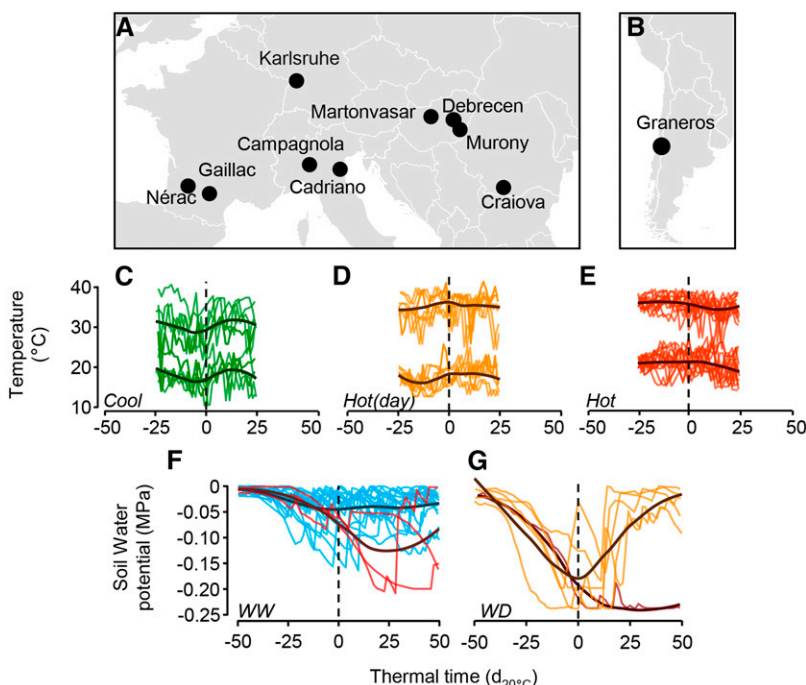 A
B
Karlsruhe
Martonvasar
Debrecen
Murony
Graneros
Campagnola
Gaillac
Nérac
Cadriano
Craiova
C
D
E
Temperature
(°C)
40
30
20
10
Cool
Hot(day)
Hot
-50 -25 0 25 50
-50 -25 0 25 50
-50 -25 0 25 50
F
G
Soil Water
potential (MPa)
0
-0.05
-0.10
-0.15
-0.20
-0.25
WW
WD
-50 -25 0 25 50
-50 -25 0 25 50
Thermal time (d20°C)